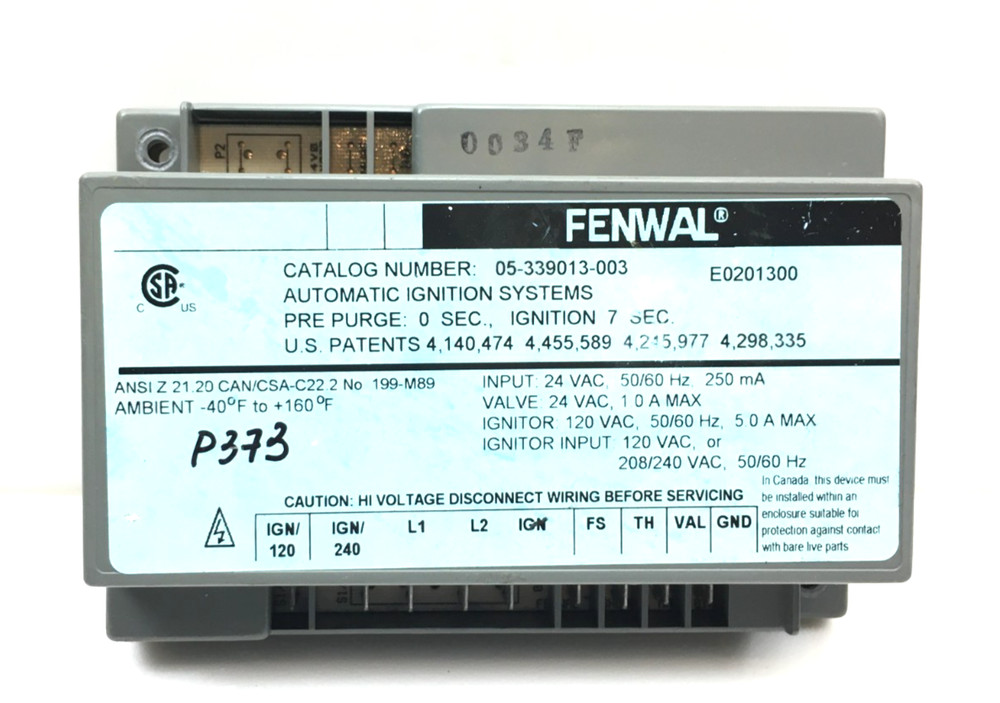 0034F
P2
FENWAL®
CATALOG NUMBER: 05-339013-003 E0201300
AUTOMATIC IGNITION SYSTEMS
PRE PURGE: 0 SEC., IGNITION 7 SEC.
U.S. PATENTS 4,140,474 4,455,589 4,215,977 4,298,335
CSA
C US
ANSI Z 21.20 CAN/CSA-C22.2 No 199-M89
AMBIENT -40°F to +160°F
P373
INPUT: 24 VAC, 50/60 Hz, 250 mA
VALVE: 24 VAC, 1.0 A MAX
IGNITOR: 120 VAC, 50/60 Hz, 5.0 A MAX
IGNITOR INPUT: 120 VAC, or
208/240 VAC, 50/60 Hz
In Canada this device must
be installed within an
enclosure suitable for
protection against contact
with bare live parts
CAUTION: HI VOLTAGE DISCONNECT WIRING BEFORE SERVICING
IGN/ IGN/ L1 L2 IGN FS TH VAL GND
120 240